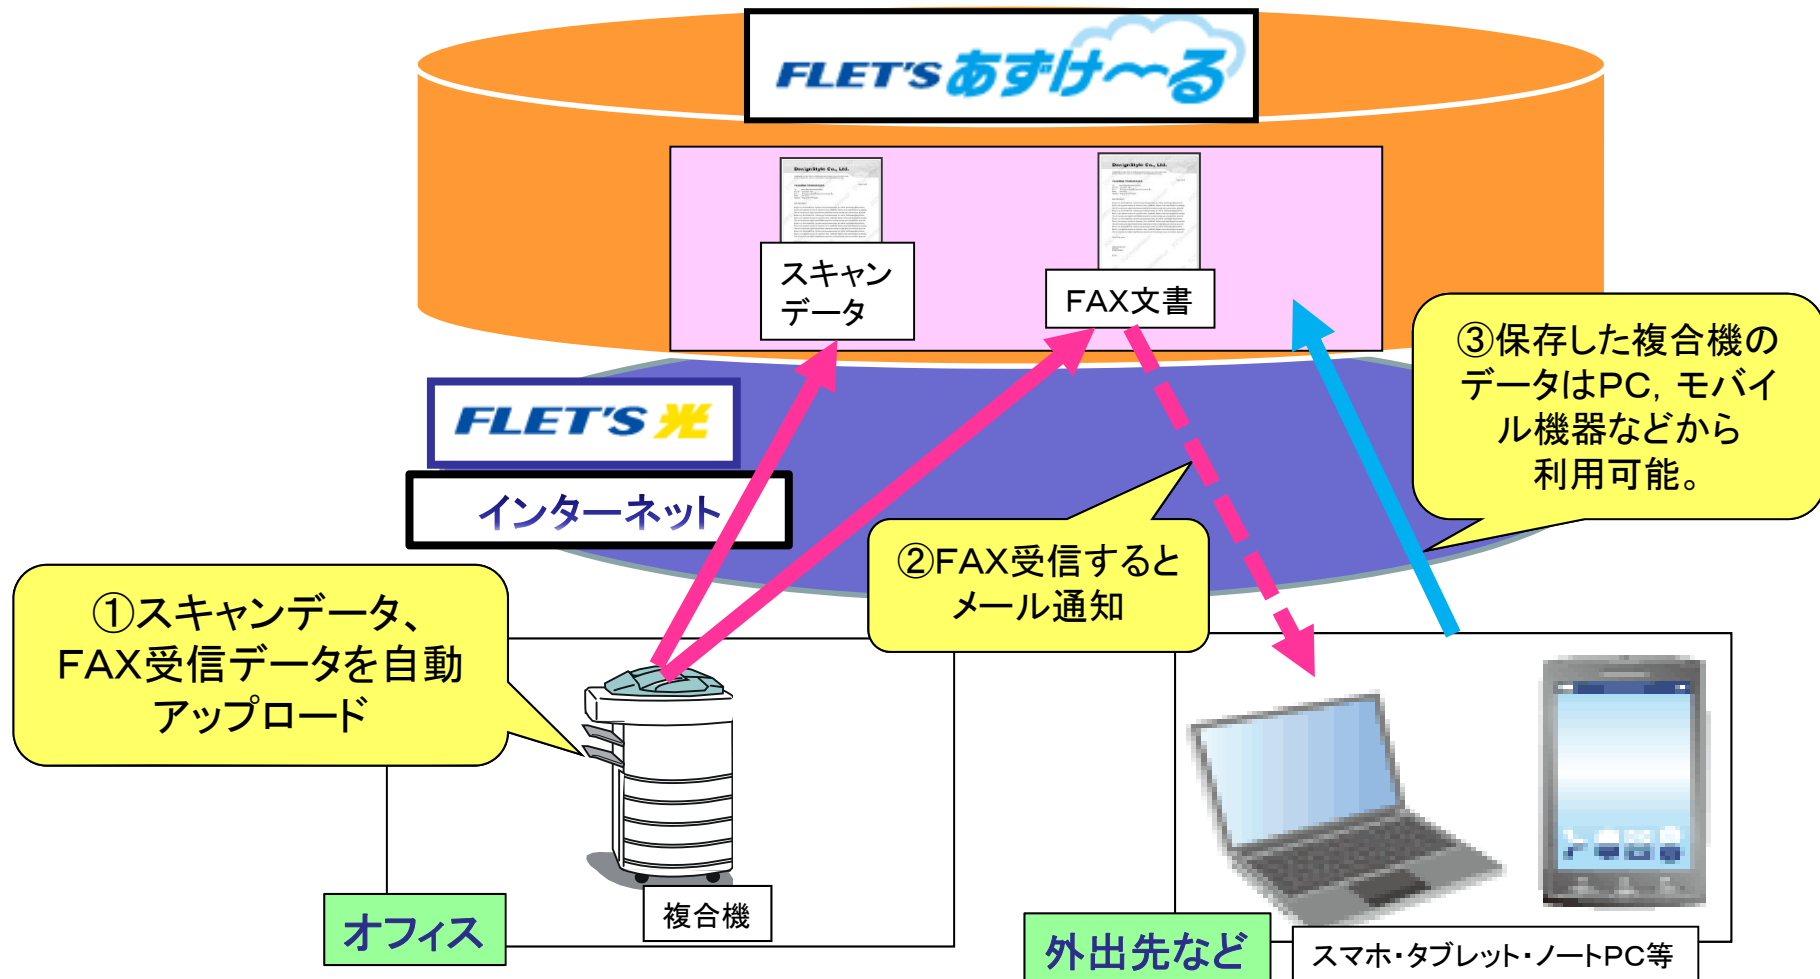 FLET'S あずけ～る
DesignStyle Co., Ltd.
DesignStyle Co., Ltd.
スキャン
データ
FAX文書
③保存した複合機の
データはPC，モバイ
ル機器などから
利用可能。
FLET'S 光
インターネット
②FAX受信すると
メール通知
①スキャンデータ、
FAX受信データを自動
アップロード
複合機
オフィス
外出先など
スマホ・タブレット・ノートPC等